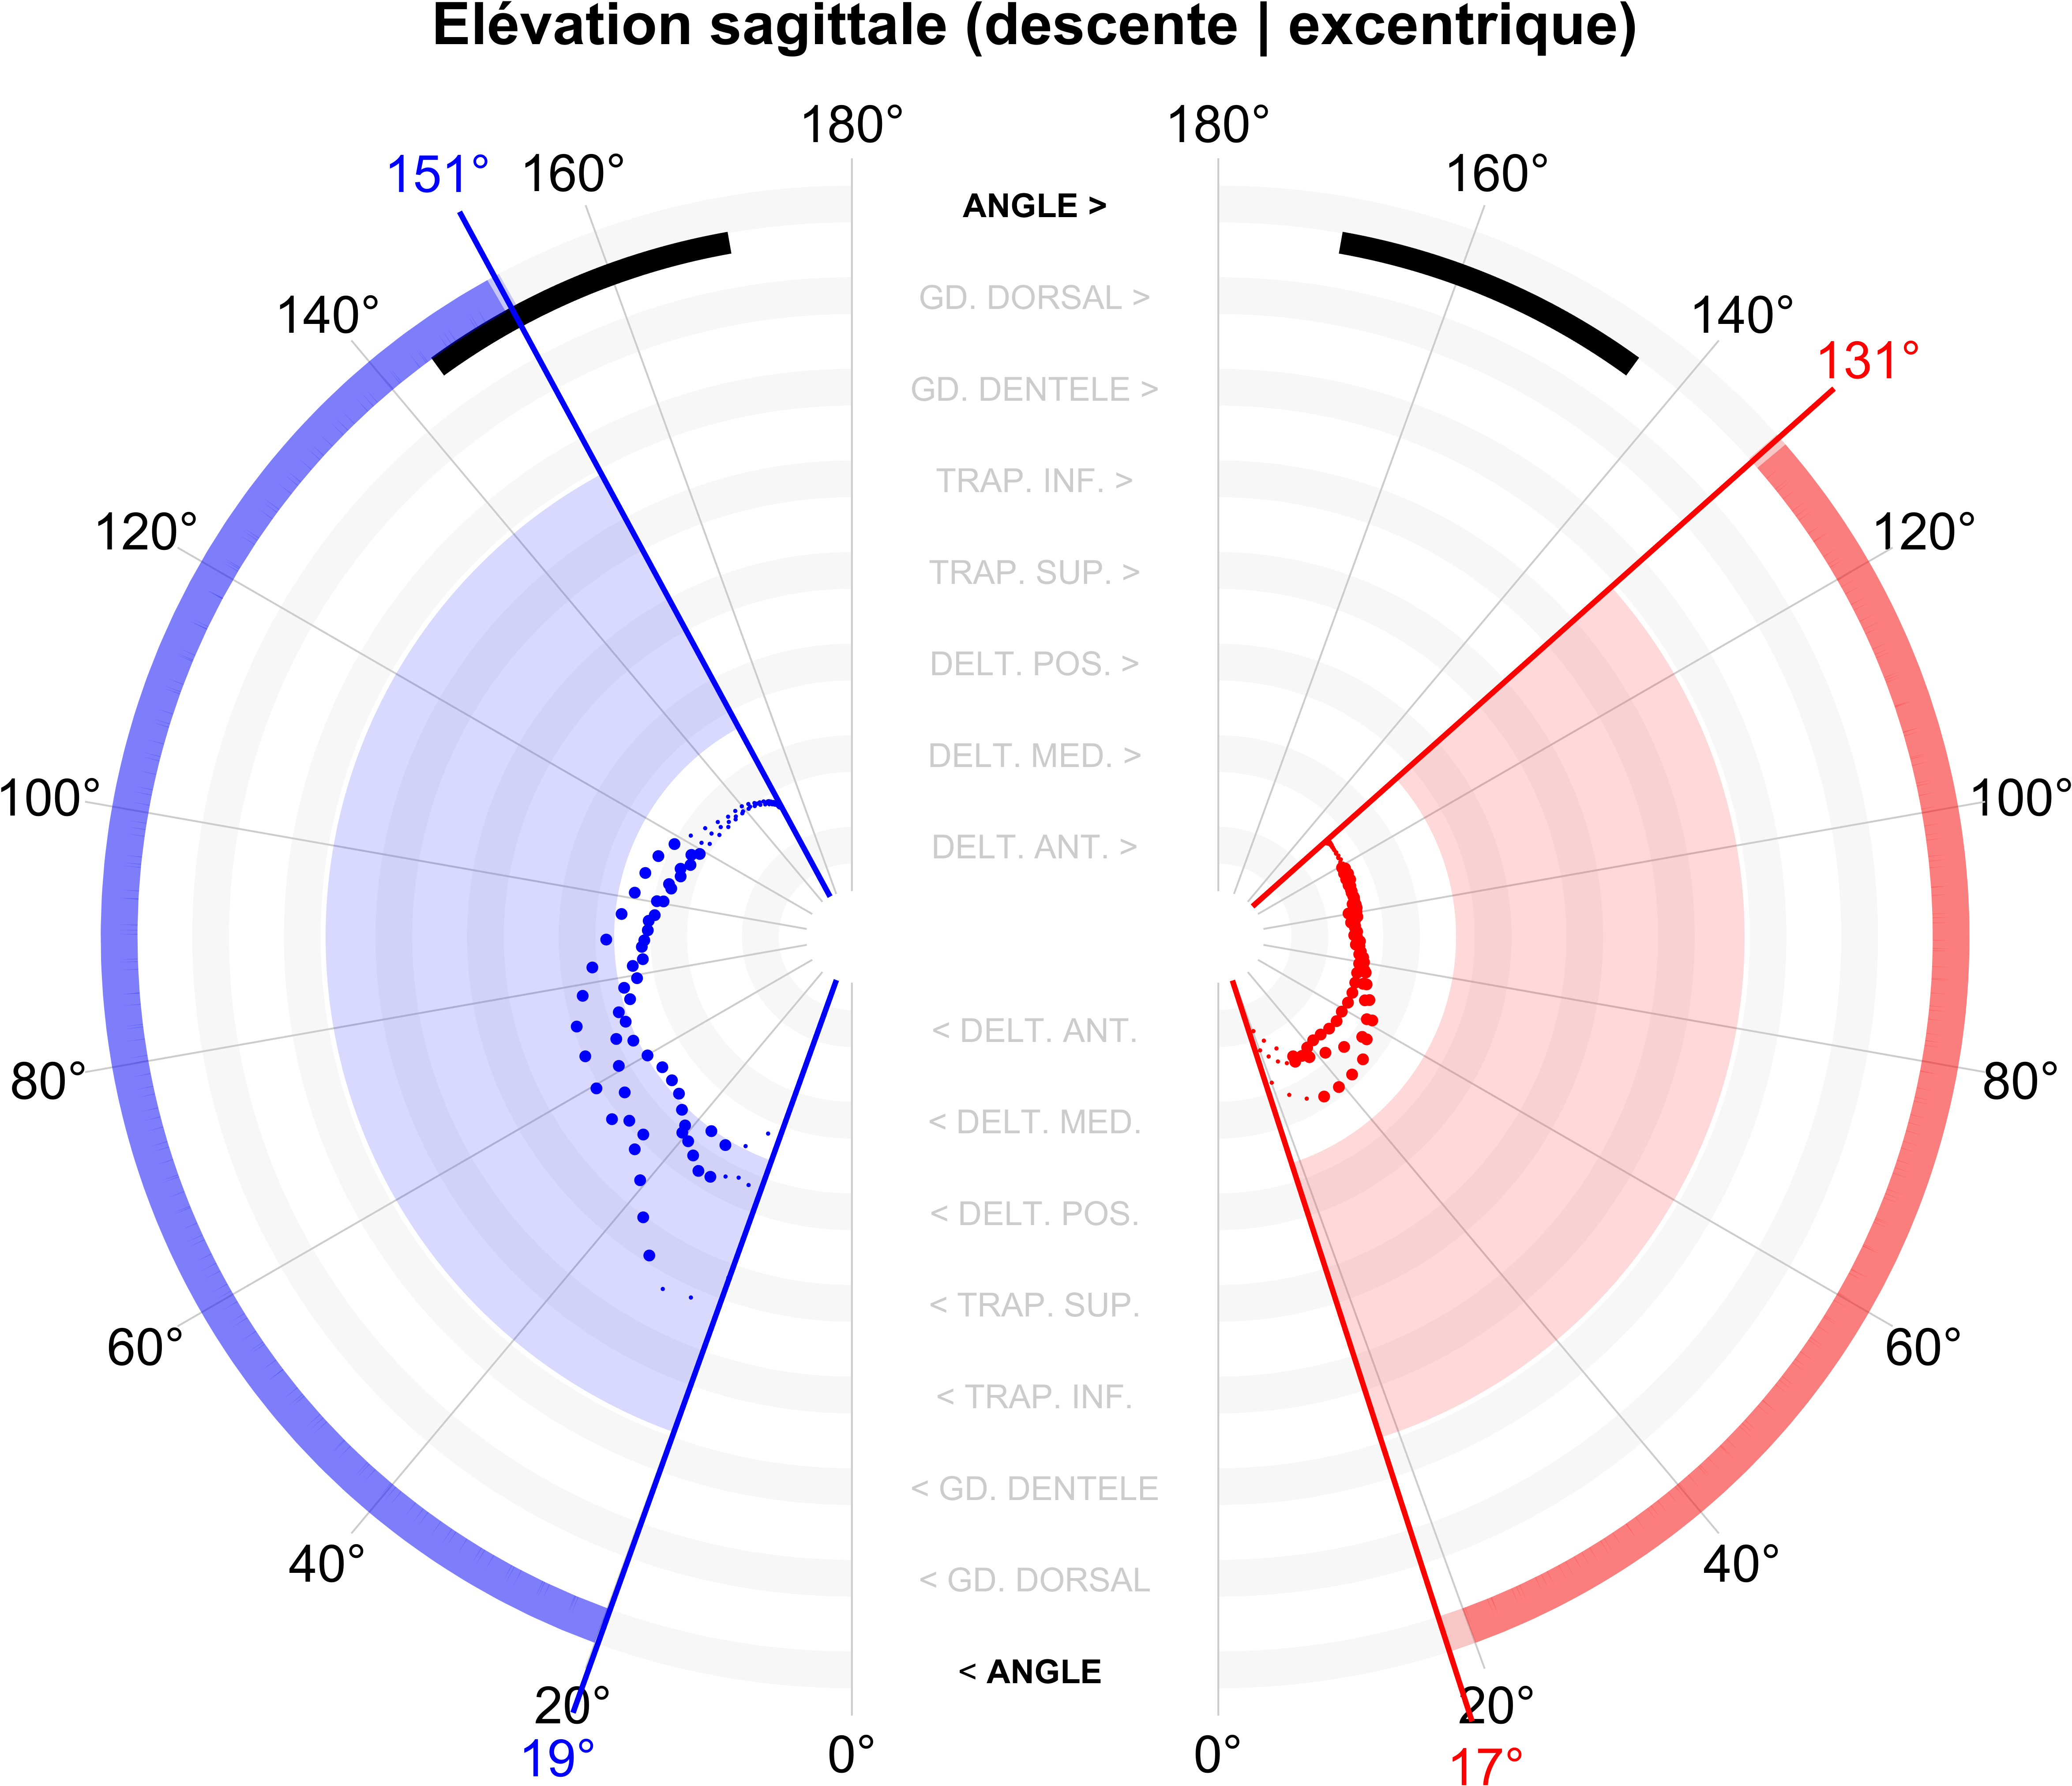 Elévation sagittale (descente | excentrique)
180° 180°
151° 160° 160°
ANGLE >
140° 140°
GD. DORSAL >
131°
GD. DENTELE >
TRAP. INF. >
120° 120°
TRAP. SUP. >
DELT. POS. >
DELT. MED. >
100° 100°
DELT. ANT. >
< DELT. ANT.
80° 80°
< DELT. MED.
< DELT. POS.
< TRAP. SUP.
60° 60°
< TRAP. INF.
< GD. DENTELE
40° 40°
< GD. DORSAL
< ANGLE
20° 20°
19° 0° 0° 17°